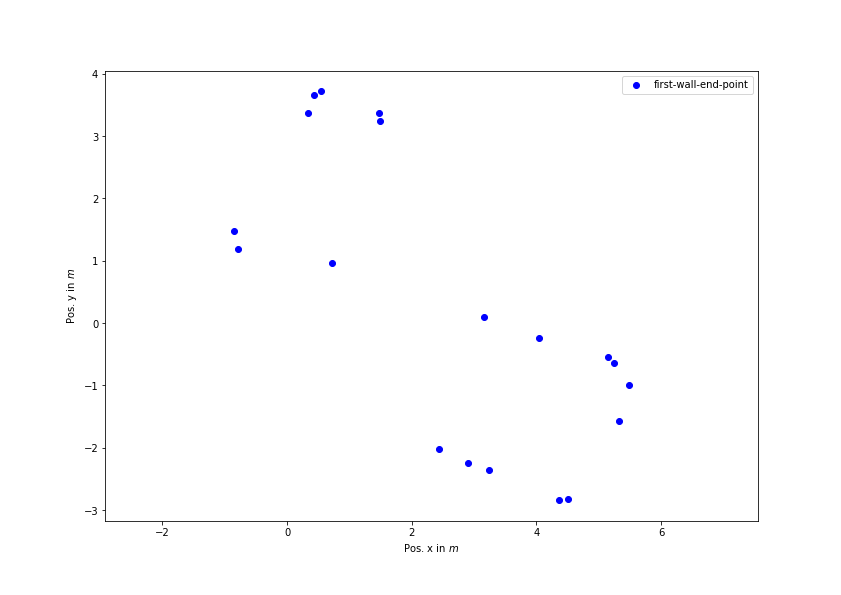 first-wall-end-point
4
3
2
1
0
−1
−2
−3
Pos. y in m
−2 0 2 4 6
Pos. x in m